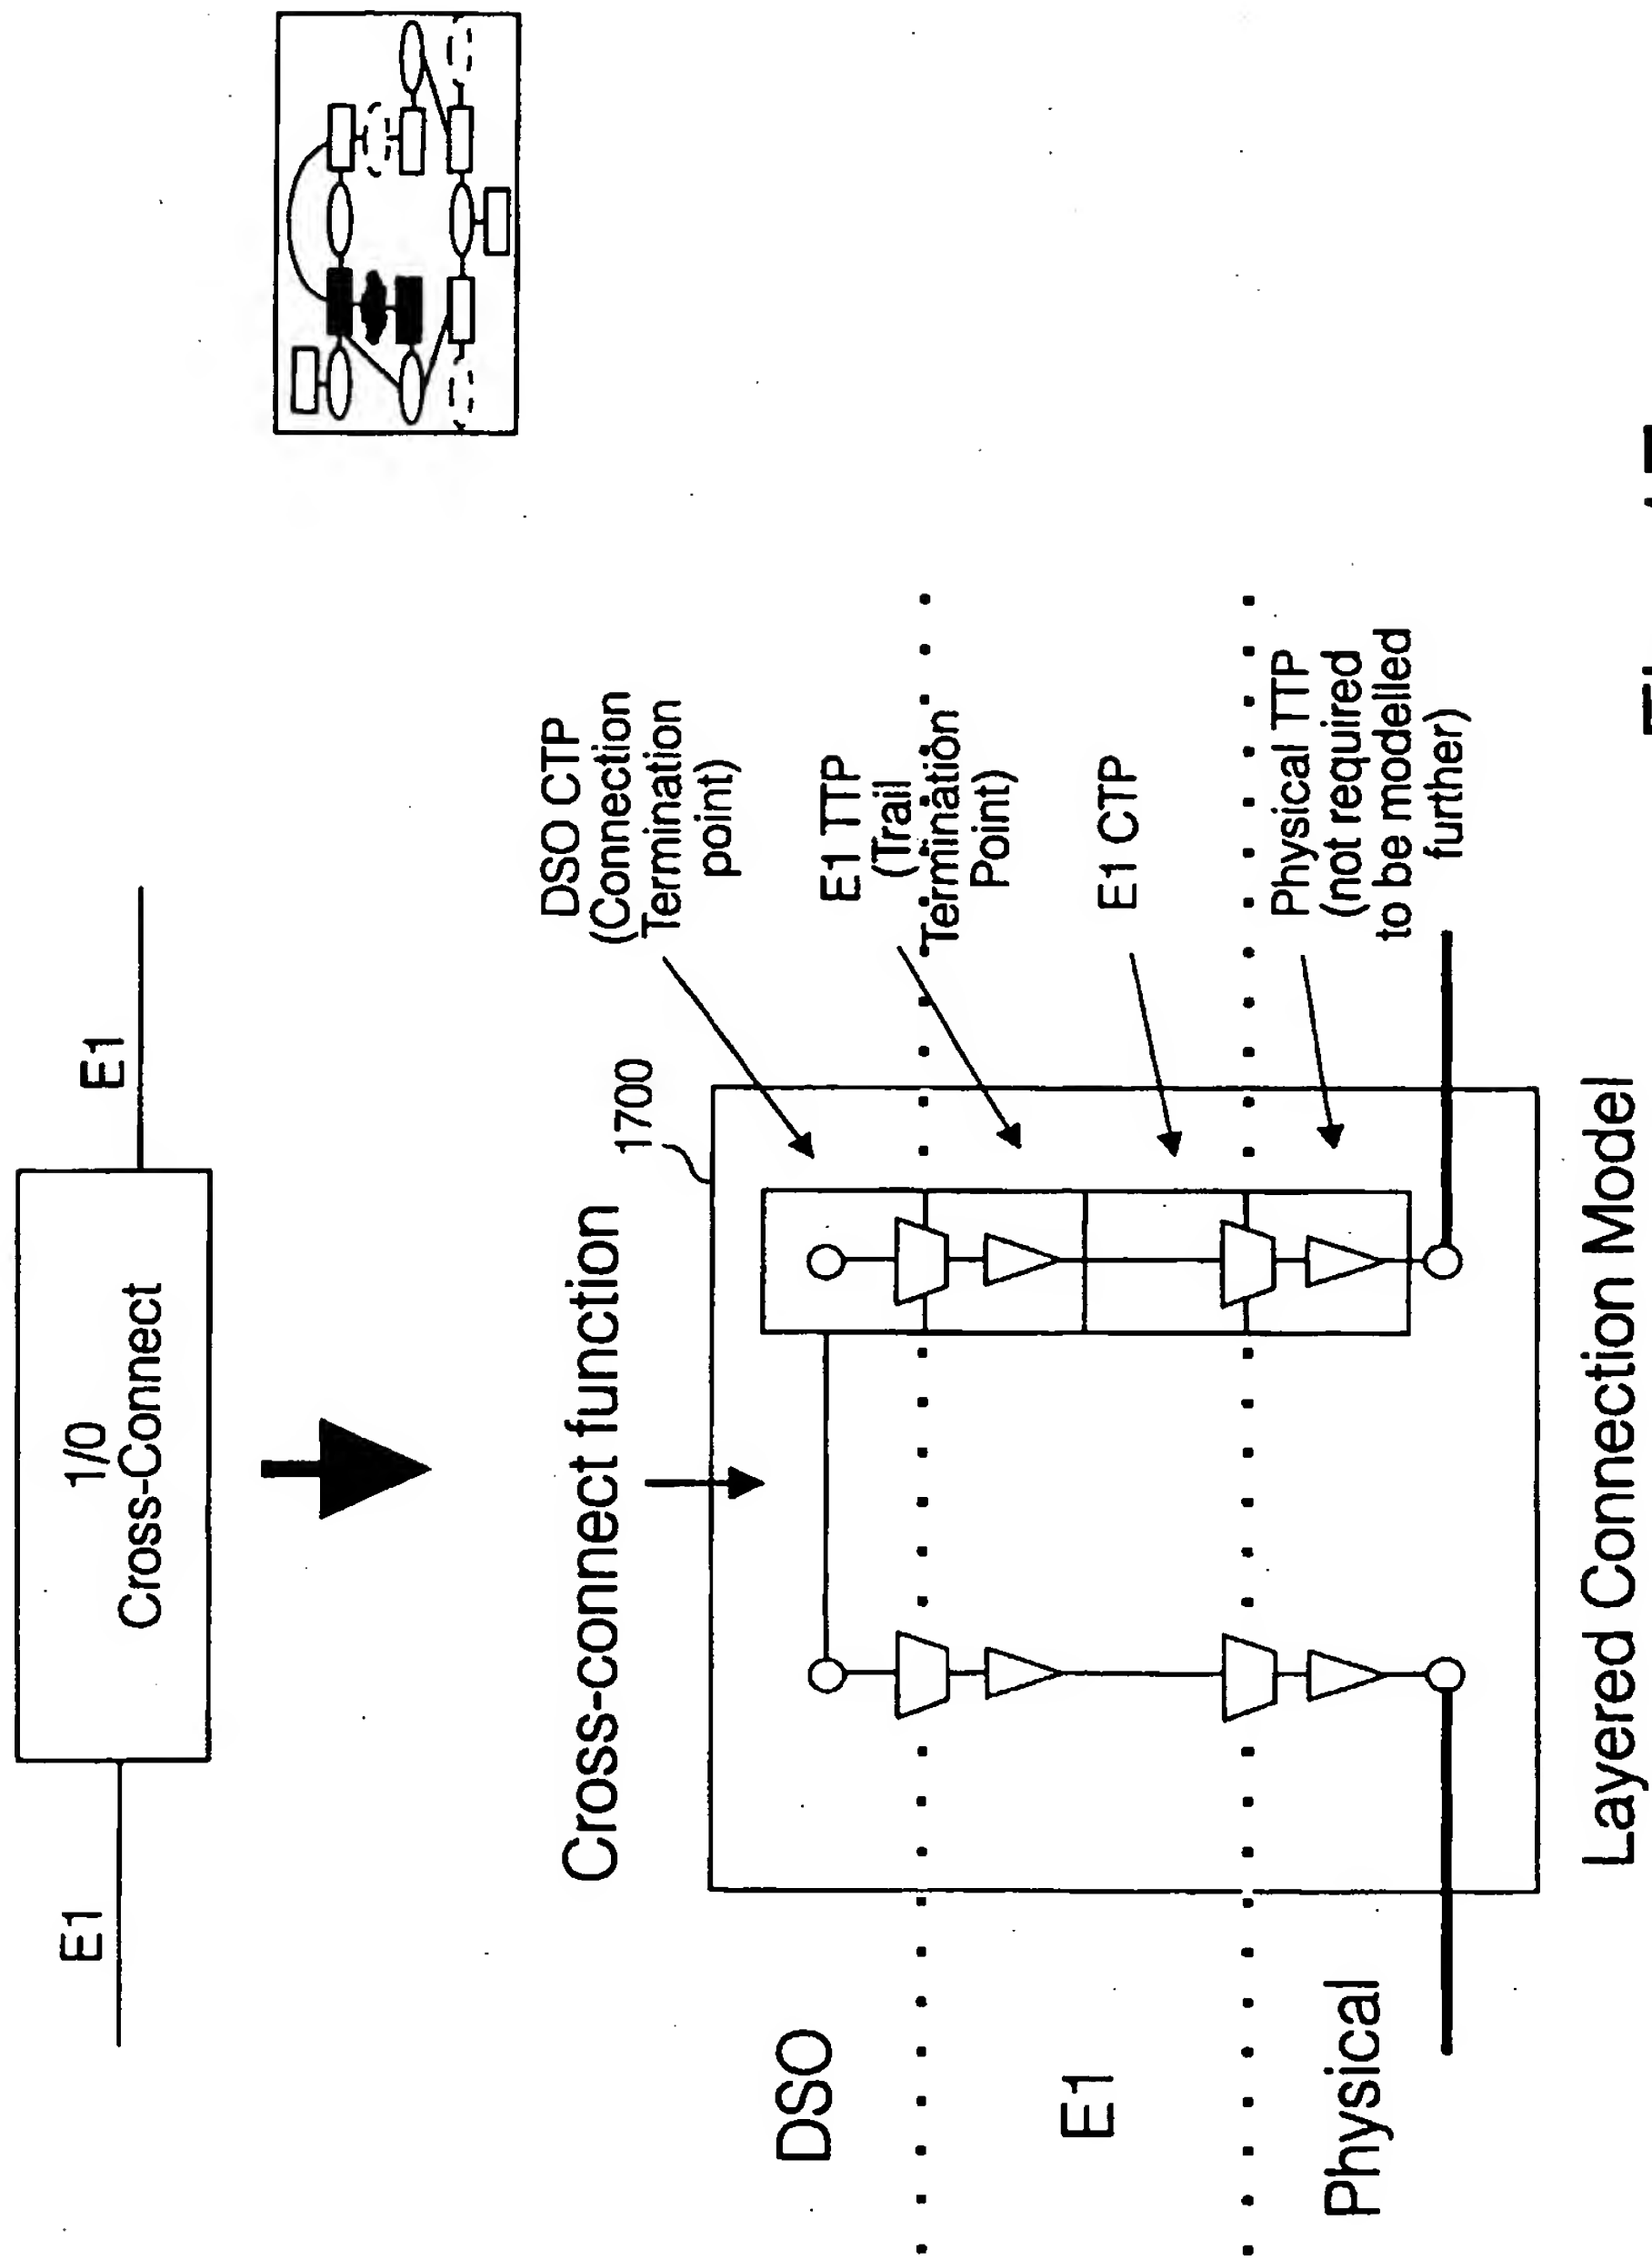 E1
1/0
Cross-Connect
E1
Cross-connect function
1700
DSO CTP
(Connection
Termination
point)
E1 TTP
(Trail
Termination
Point)
E1 CTP
Physical TTP
(not required
to be modelled
further)
DSO
E1
Physical
Layered Connection Model